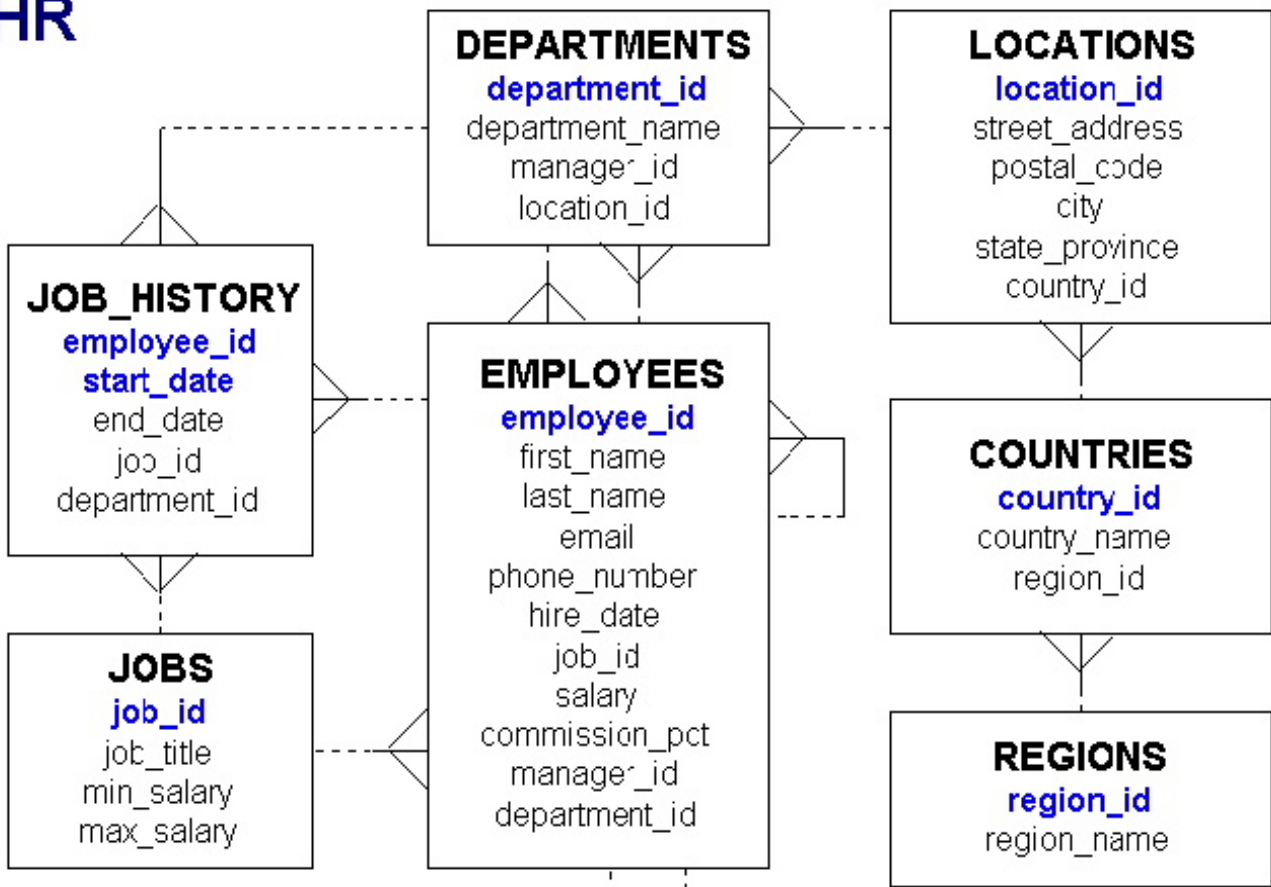 HR
DEPARTMENTS
department_id
department_name
manager_id
location_id
LOCATIONS
location_id
street_address
postal_code
city
state_province
country_id
JOB_HISTORY
employee_id
start_date
end_date
job_id
department_id
EMPLOYEES
employee_id
first_name
last_name
email
phone_number
hire_date
job_id
salary
commission_pct
manager_id
department_id
COUNTRIES
country_id
country_name
region_id
JOBS
job_id
job_title
min_salary
max_salary
REGIONS
region_id
region_name